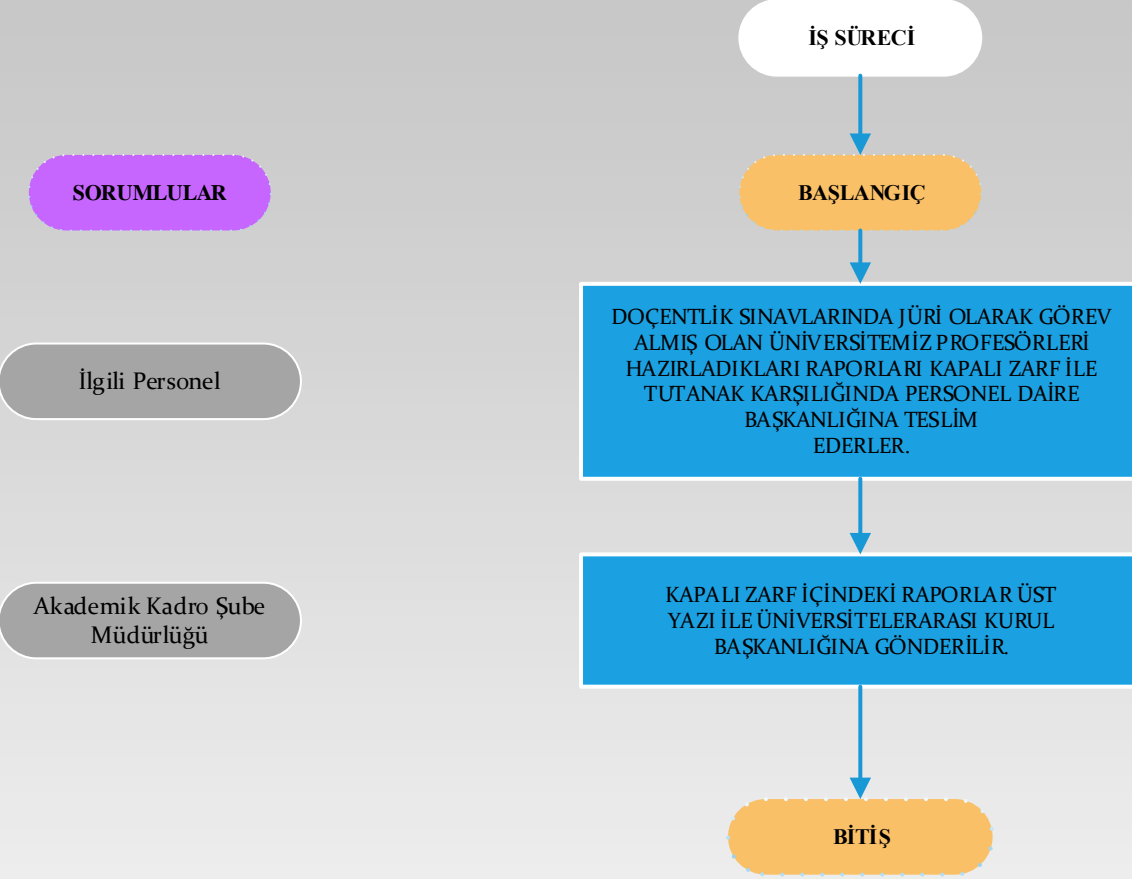 İŞ SÜRECİ
SORUMLULAR
BAŞLANGIÇ
İlgili Personel
DOÇENTLİK SINAVLARINDA JÜRİ OLARAK GÖREV
ALMIŞ OLAN ÜNİVERSİTEMİZ PROFESÖRLERİ
HAZIRLADIKLARI RAPORLARI KAPALI ZARF İLE
TUTANAK KARŞILIĞINDA PERSONEL DAİRE
BAŞKANLIĞINA TESLİM
EDERLER.
Akademik Kadro Şube
Müdürlüğü
KAPALI ZARF İÇİNDEKİ RAPORLAR ÜST
YAZI İLE ÜNİVERSİTELERARASI KURUL
BAŞKANLIĞINA GÖNDERİLİR.
BİTİŞ